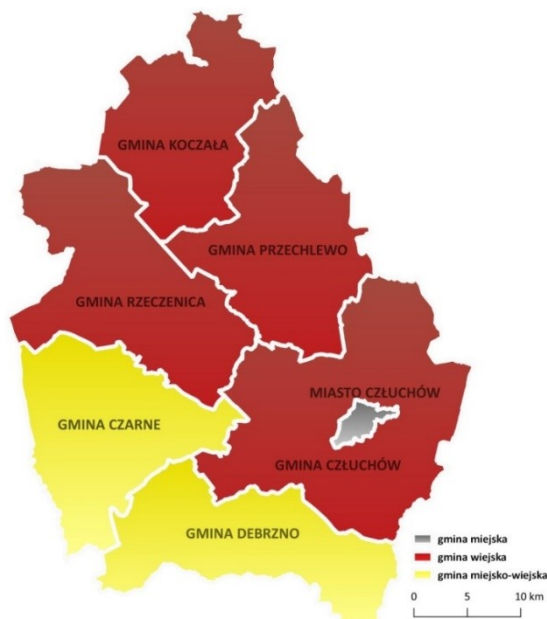 GMINA KOCZAŁA
GMINA PRZECHLEWO
GMINA RZECZENICA
MIASTO CZŁUCHÓW
GMINA CZARNE
GMINA CZŁUCHÓW
GMINA DEBRZNO
gmina miejska
gmina wiejska
gmina miejsko-wiejska
0 5 10 km